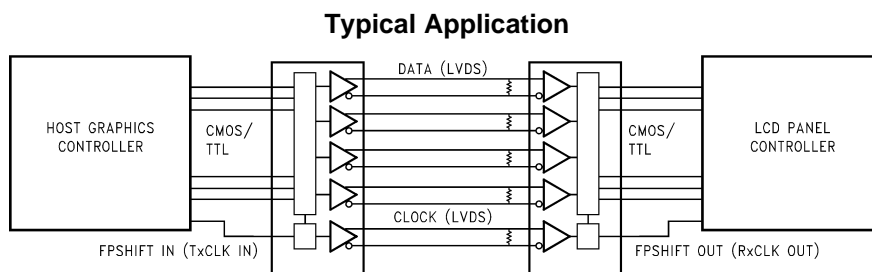 Typical Application
DATA (LVDS)
HOST GRAPHICS
CONTROLLER
CMOS/
TTL
CMOS/
TTL
LCD PANEL
CONTROLLER
CLOCK (LVDS)
FPSHIFT IN (TxCLK IN)
FPSHIFT OUT (RxCLK OUT)